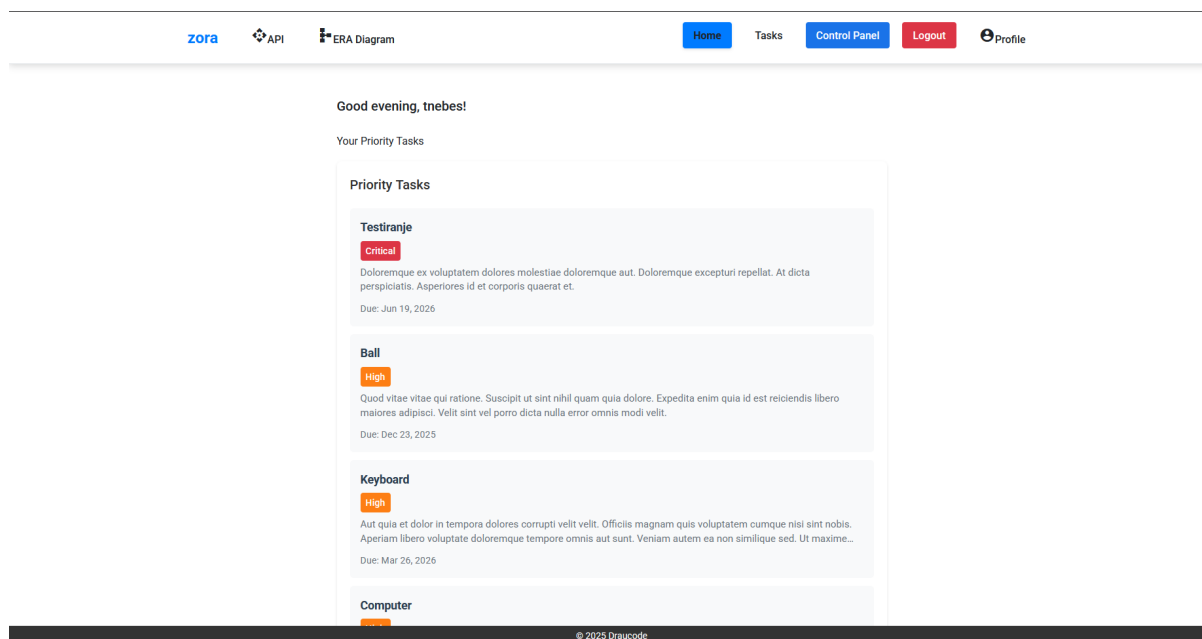 zora
API
ERA Diagram
Home
Tasks
Control Panel
Logout
Profile
Good evening, tnebes!
Your Priority Tasks
Priority Tasks
Testiranje
Critical
Doloremque ex voluptatem dolores molestiae doloremque aut. Doloremque excepturi repellat. At dicta
perspiciatis. Asperiores id et corporis quaerat et.
Due: Jun 19, 2026
Ball
High
Quod vitae vitae qui ratione. Suscipit ut sint nihil quam quia dolore. Expedita enim quia id est reiciendis libero
maiores adipisci. Velit sint vel porro dicta nulla error omnis modi velit.
Due: Dec 23, 2025
Keyboard
High
Aut quia et dolor in tempora dolores corrupti velit velit. Officiis magnam quis voluptatem cumque nisi sint nobis.
Aperiam libero voluptate doloremque tempore omnis aut sunt. Veniam autem ea non similique sed. Ut maxime…
Due: Mar 26, 2026
Computer
© 2025 Draucode